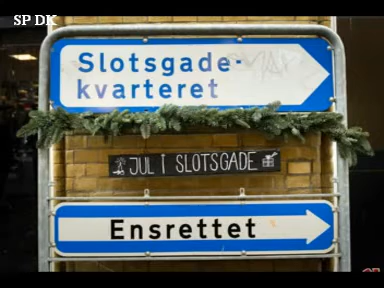 SP DK
Slotsgade-
kvarteret
JUL I SLOTSGADE
Ensrettet